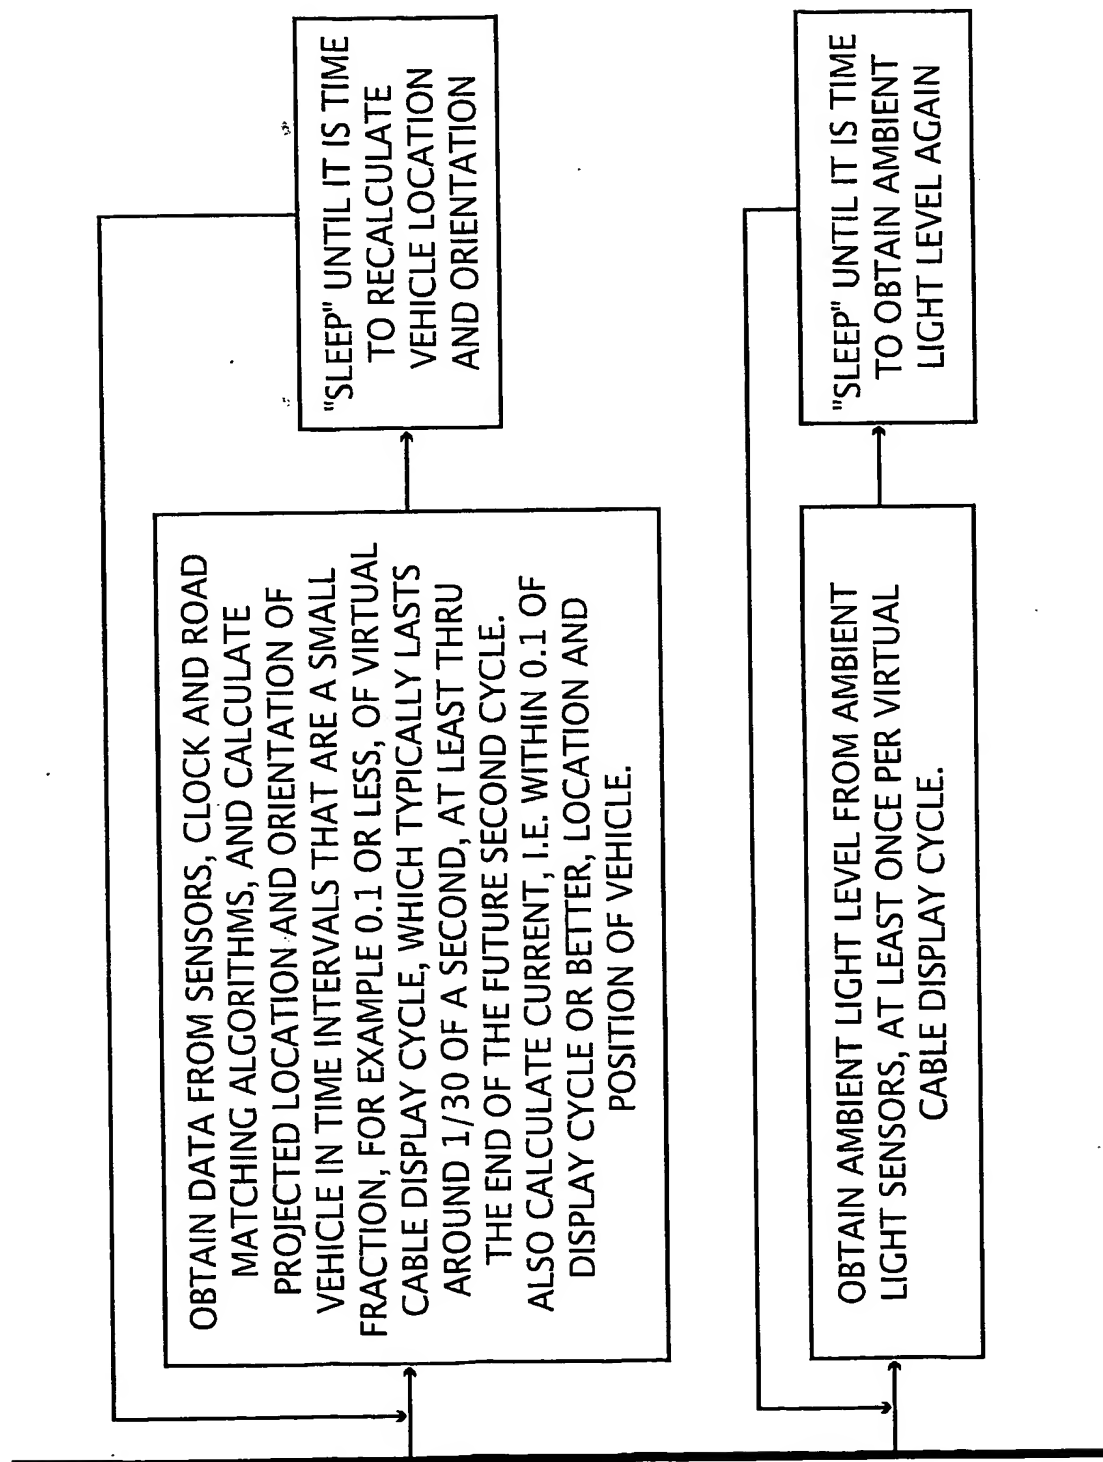 OBTAIN DATA FROM SENSORS, CLOCK AND ROAD
MATCHING ALGORITHMS, AND CALCULATE
PROJECTED LOCATION AND ORIENTATION OF
VEHICLE IN TIME INTERVALS THAT ARE A SMALL
FRACTION, FOR EXAMPLE 0.1 OR LESS, OF VIRTUAL
CABLE DISPLAY CYCLE, WHICH TYPICALLY LASTS
AROUND 1/30 OF A SECOND, AT LEAST THRU
THE END OF THE FUTURE SECOND CYCLE.
ALSO CALCULATE CURRENT, I.E. WITHIN 0.1 OF
DISPLAY CYCLE OR BETTER, LOCATION AND
POSITION OF VEHICLE.
"SLEEP" UNTIL IT IS TIME
TO RECALCULATE
VEHICLE LOCATION
AND ORIENTATION
OBTAIN AMBIENT LIGHT LEVEL FROM AMBIENT
LIGHT SENSORS, AT LEAST ONCE PER VIRTUAL
CABLE DISPLAY CYCLE.
"SLEEP" UNTIL IT IS TIME
TO OBTAIN AMBIENT
LIGHT LEVEL AGAIN